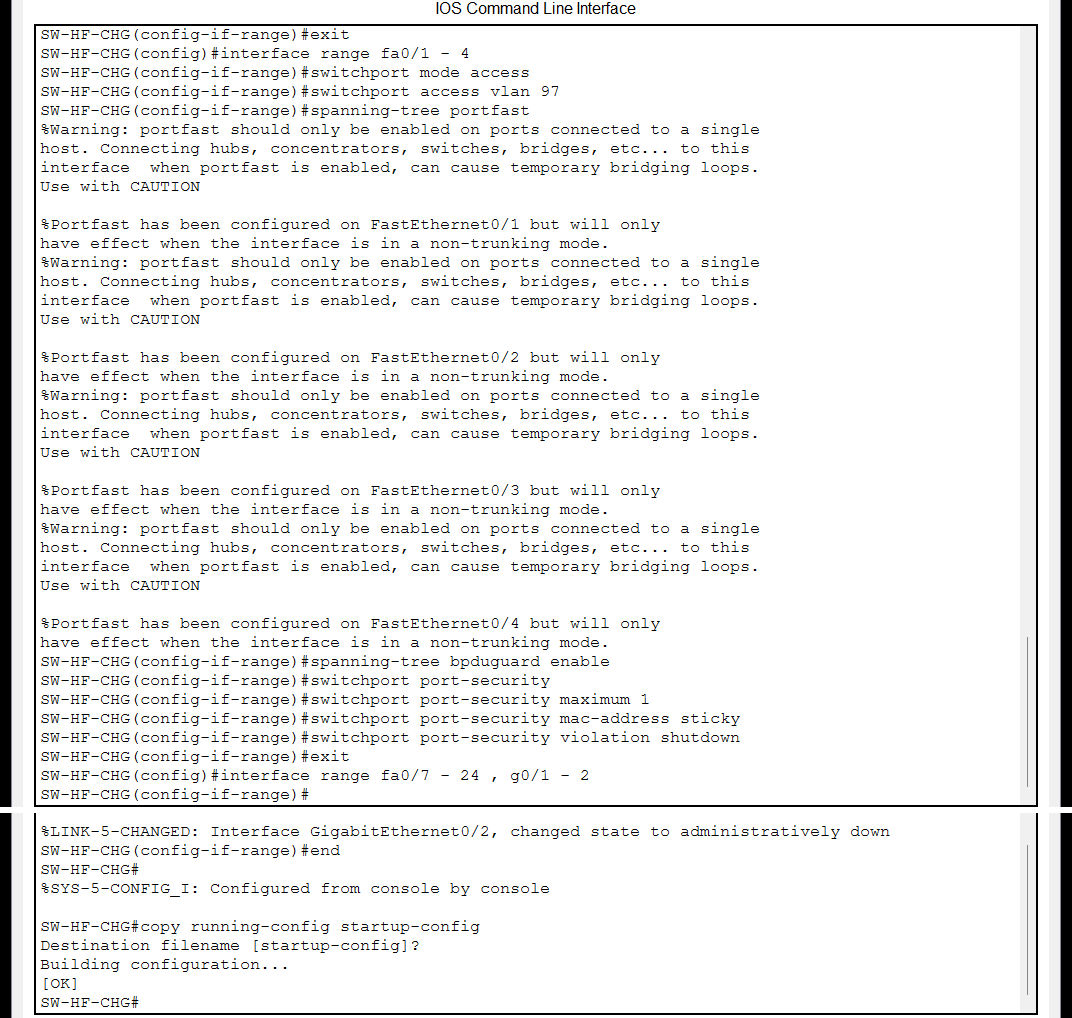 IOS Command Line Interface
SW-HF-CHG(config-if-range)#exit
SW-HF-CHG(config)#interface range fa0/1 - 4
SW-HF-CHG(config-if-range)#switchport mode access
SW-HF-CHG(config-if-range)#switchport access vlan 97
SW-HF-CHG(config-if-range)#spanning-tree portfast
%Warning: portfast should only be enabled on ports connected to a single
host. Connecting hubs, concentrators, switches, bridges, etc... to this
interface  when portfast is enabled, can cause temporary bridging loops.
Use with CAUTION

%Portfast has been configured on FastEthernet0/1 but will only
have effect when the interface is in a non-trunking mode.
%Warning: portfast should only be enabled on ports connected to a single
host. Connecting hubs, concentrators, switches, bridges, etc... to this
interface  when portfast is enabled, can cause temporary bridging loops.
Use with CAUTION

%Portfast has been configured on FastEthernet0/2 but will only
have effect when the interface is in a non-trunking mode.
%Warning: portfast should only be enabled on ports connected to a single
host. Connecting hubs, concentrators, switches, bridges, etc... to this
interface  when portfast is enabled, can cause temporary bridging loops.
Use with CAUTION

%Portfast has been configured on FastEthernet0/3 but will only
have effect when the interface is in a non-trunking mode.
%Warning: portfast should only be enabled on ports connected to a single
host. Connecting hubs, concentrators, switches, bridges, etc... to this
interface  when portfast is enabled, can cause temporary bridging loops.
Use with CAUTION

%Portfast has been configured on FastEthernet0/4 but will only
have effect when the interface is in a non-trunking mode.
SW-HF-CHG(config-if-range)#spanning-tree bpduguard enable
SW-HF-CHG(config-if-range)#switchport port-security
SW-HF-CHG(config-if-range)#switchport port-security maximum 1
SW-HF-CHG(config-if-range)#switchport port-security mac-address sticky
SW-HF-CHG(config-if-range)#switchport port-security violation shutdown
SW-HF-CHG(config-if-range)#exit
SW-HF-CHG(config)#interface range fa0/7 - 24 , g0/1 - 2
SW-HF-CHG(config-if-range)#
%LINK-5-CHANGED: Interface GigabitEthernet0/2, changed state to administratively down
SW-HF-CHG(config-if-range)#end
SW-HF-CHG#
%SYS-5-CONFIG_I: Configured from console by console

SW-HF-CHG#copy running-config startup-config
Destination filename [startup-config]?
Building configuration...
[OK]
SW-HF-CHG#